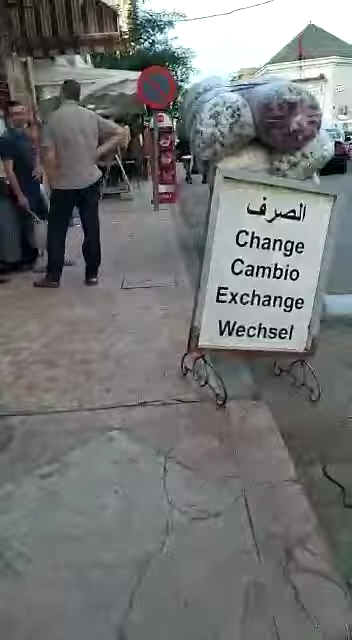 الصرف
Change
Cambio
Exchange
Wechsel